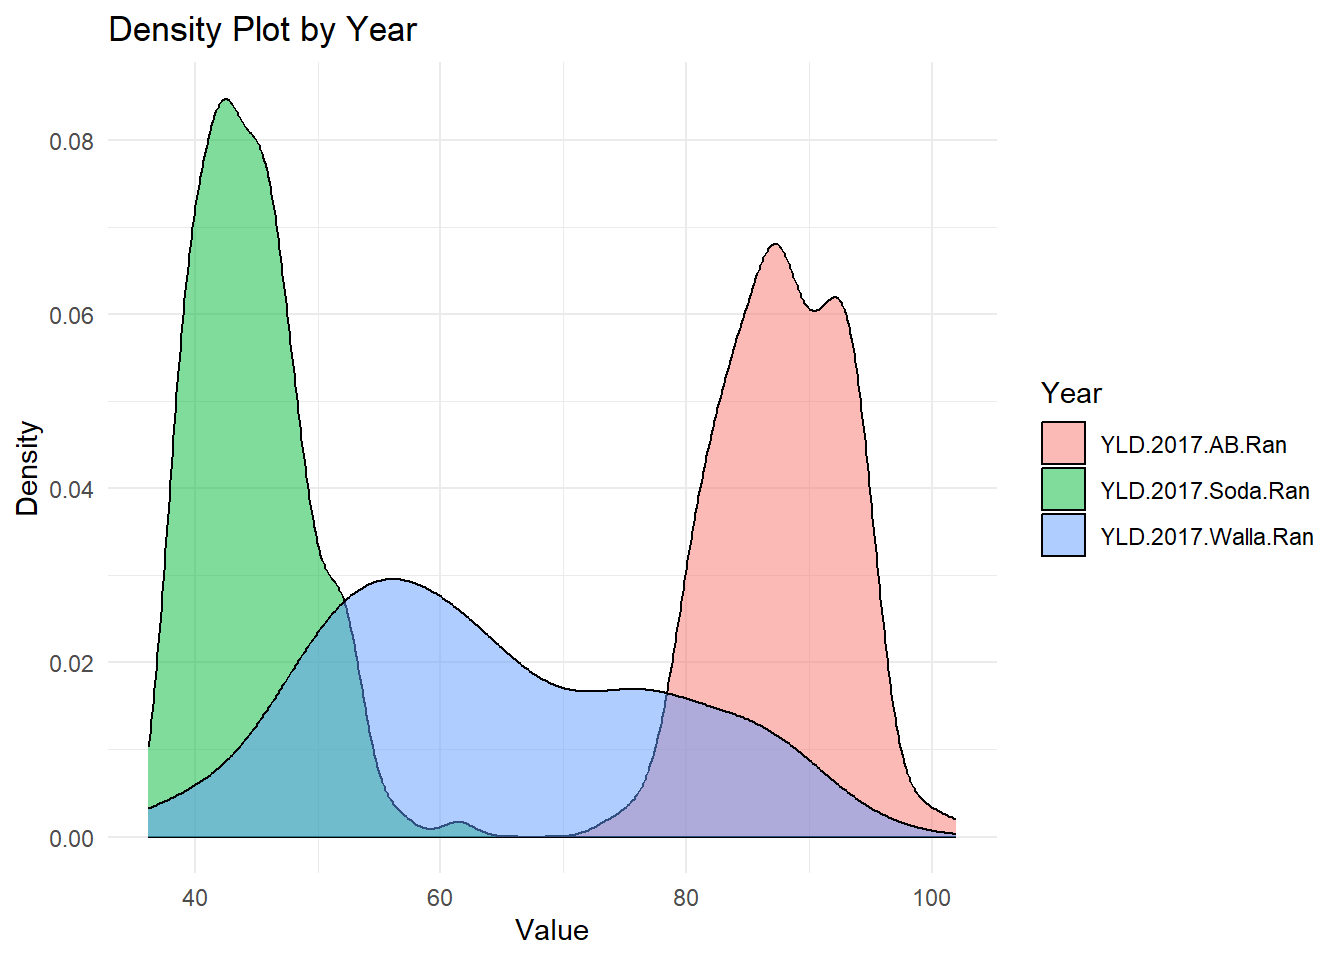 Density Plot by Year
0.08
0.06
0.04
0.02
0.00
Density
40 60 80 100
Value
Year
YLD.2017.AB.Ran
YLD.2017.Soda.Ran
YLD.2017.Walla.Ran